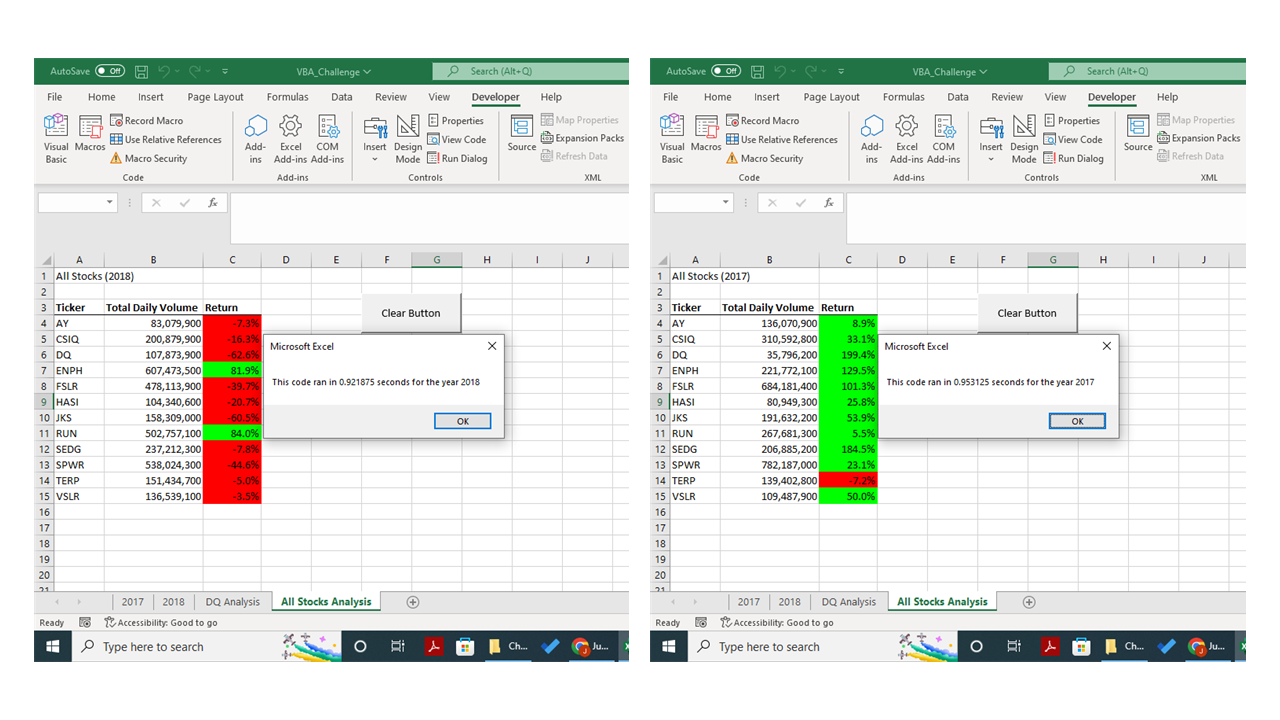 AutoSave Off VBA_Challenge Search (Alt+Q)
File Home Insert Page Layout Formulas Data Review View Developer Help
Visual Basic
Macros
Record Macro
Use Relative References
Macro Security
Code
Add-ins
Excel Add-ins
COM Add-ins
Add-ins
Insert
Design Mode
Properties
View Code
Run Dialog
Controls
Source
Map Properties
Expansion Packs
Refresh Data
XML
fx
A B C D E F G H I J
1 All Stocks (2018)
2
3 Ticker Total Daily Volume Return
Clear Button
4 AY 83,079,900 -7.3%
5 CSIQ 200,879,900 -16.3%
6 DQ 107,873,900 -62.6%
7 ENPH 607,473,500 81.9%
8 FSLR 478,113,900 -39.7%
9 HASI 104,340,600 -20.7%
10 JKS 158,309,000 -60.5%
11 RUN 502,757,100 84.0%
12 SEDG 237,212,300 -7.8%
13 SPWR 538,024,300 -44.6%
14 TERP 151,434,700 -5.0%
15 VSLR 136,539,100 -3.5%
16
17
18
19
20
21
Microsoft Excel
This code ran in 0.921875 seconds for the year 2018
OK
2017 2018 DQ Analysis All Stocks Analysis
Ready Accessibility: Good to go
Type here to search Ch... Ju...
AutoSave Off VBA_Challenge Search (Alt+Q)
File Home Insert Page Layout Formulas Data Review View Developer Help
Visual Basic
Macros
Record Macro
Use Relative References
Macro Security
Code
Add-ins
Excel Add-ins
COM Add-ins
Add-ins
Insert
Design Mode
Properties
View Code
Run Dialog
Controls
Source
Map Properties
Expansion Packs
Refresh Data
XML
fx
A B C D E F G H I J
1 All Stocks (2017)
2
3 Ticker Total Daily Volume Return
Clear Button
4 AY 136,070,900 8.9%
5 CSIQ 310,592,800 33.1%
6 DQ 35,796,200 199.4%
7 ENPH 221,772,100 129.5%
8 FSLR 684,181,400 101.3%
9 HASI 80,949,300 25.8%
10 JKS 191,632,200 53.9%
11 RUN 267,681,300 5.5%
12 SEDG 206,885,200 184.5%
13 SPWR 782,187,000 23.1%
14 TERP 139,402,800 -7.2%
15 VSLR 109,487,900 50.0%
16
17
18
19
20
21
Microsoft Excel
This code ran in 0.953125 seconds for the year 2017
OK
2017 2018 DQ Analysis All Stocks Analysis
Ready Accessibility: Good to go
Type here to search Ch... Ju...